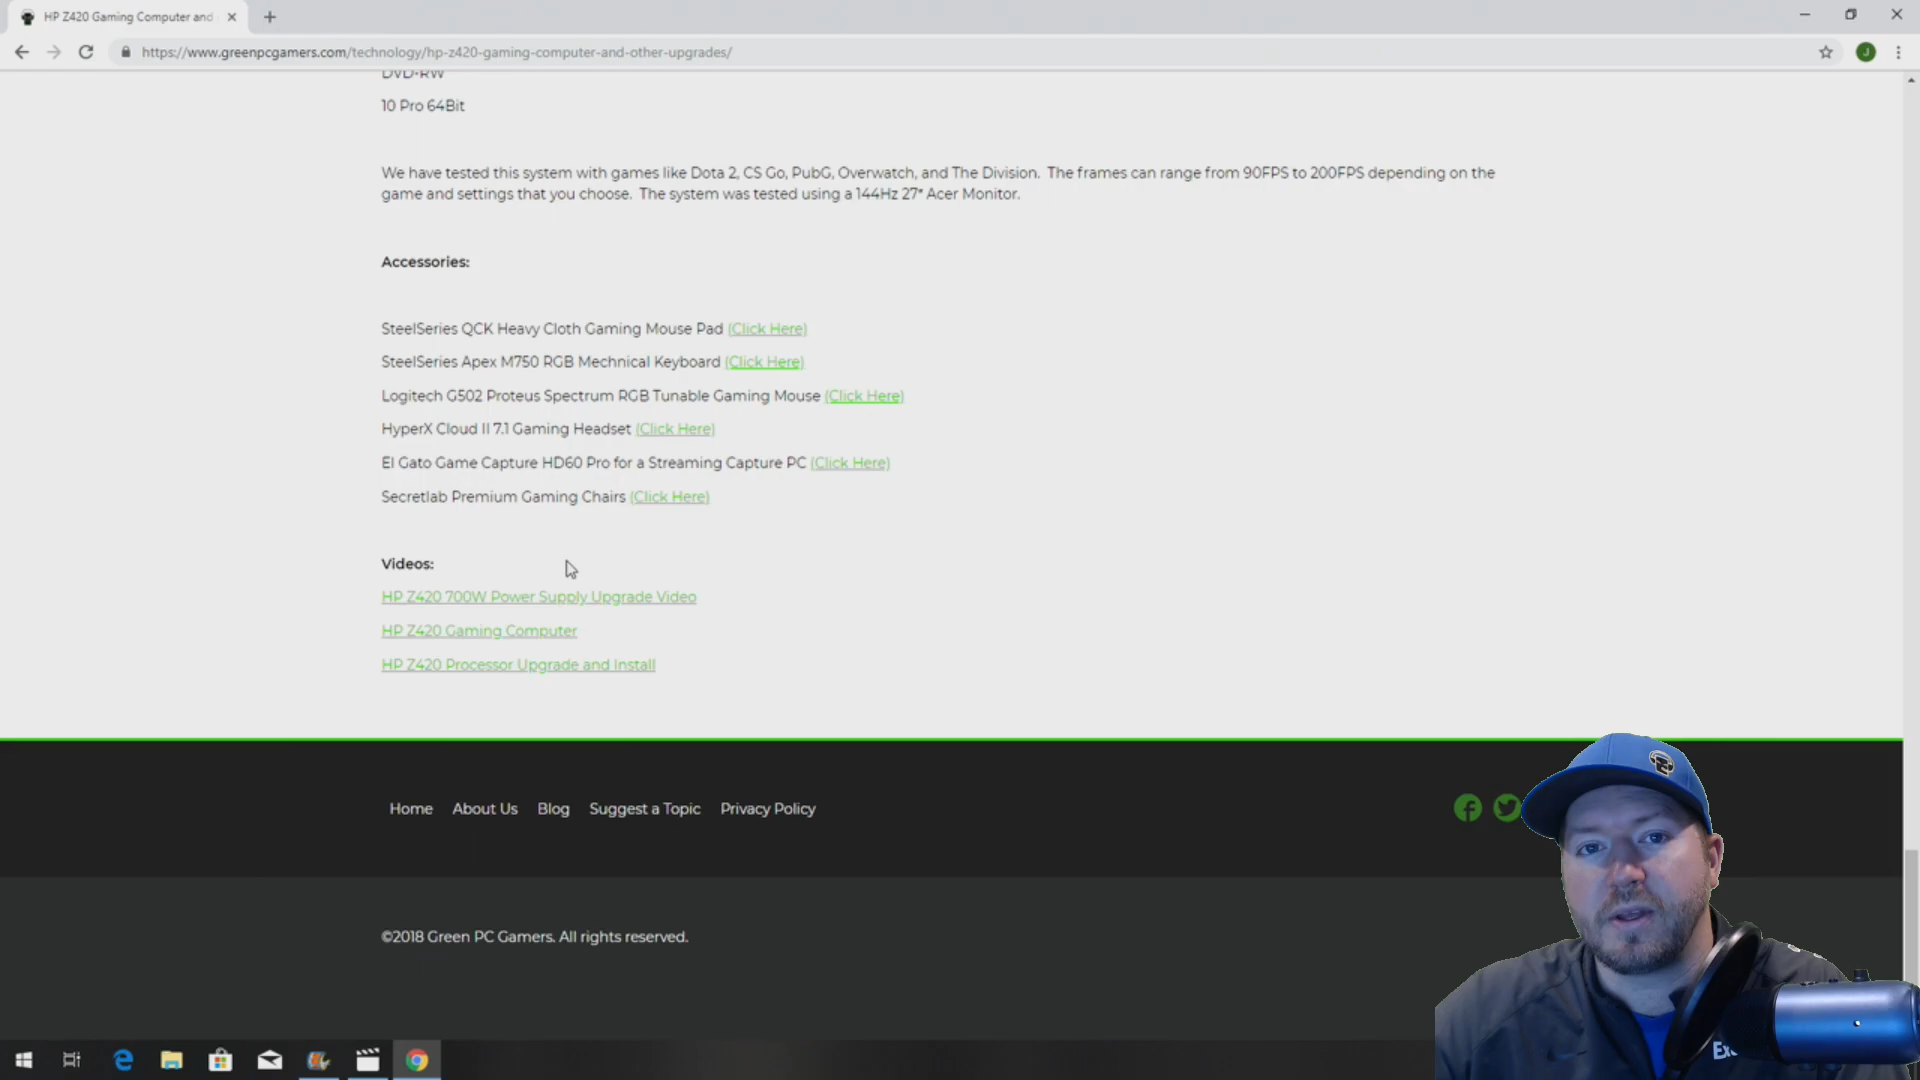 HP Z420 Gaming Computer and
https://www.greenpcgamers.com/technology/hp-z420-gaming-computer-and-other-upgrades/
J
DVD-RW
10 Pro 64Bit
We have tested this system with games like Dota 2, CS Go, PubG, Overwatch, and The Division. The frames can range from 90FPS to 200FPS depending on the
game and settings that you choose. The system was tested using a 144Hz 27" Acer Monitor.
Accessories:
SteelSeries QCK Heavy Cloth Gaming Mouse Pad (Click Here)
SteelSeries Apex M750 RGB Mechnical Keyboard (Click Here)
Logitech G502 Proteus Spectrum RGB Tunable Gaming Mouse (Click Here)
HyperX Cloud II 7.1 Gaming Headset (Click Here)
El Gato Game Capture HD60 Pro for a Streaming Capture PC (Click Here)
Secretlab Premium Gaming Chairs (Click Here)
Videos:
HP Z420 700W Power Supply Upgrade Video
HP Z420 Gaming Computer
HP Z420 Processor Upgrade and Install
Home About Us Blog Suggest a Topic Privacy Policy
©2018 Green PC Gamers. All rights reserved.